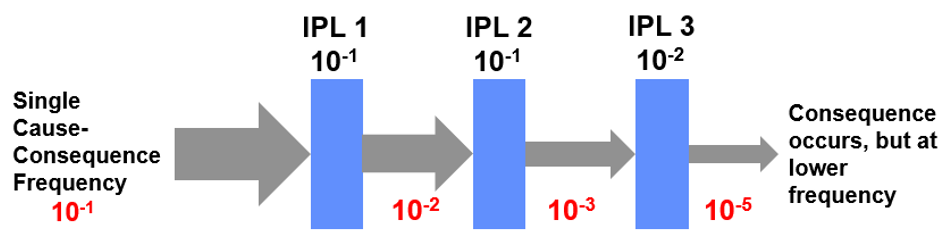 IPL 1
10⁻¹
IPL 2
10⁻¹
IPL 3
10⁻²
Single
Cause-
Consequence
Frequency
10⁻¹
10⁻²
10⁻³
10⁻⁵
Consequence
occurs, but at
lower
frequency